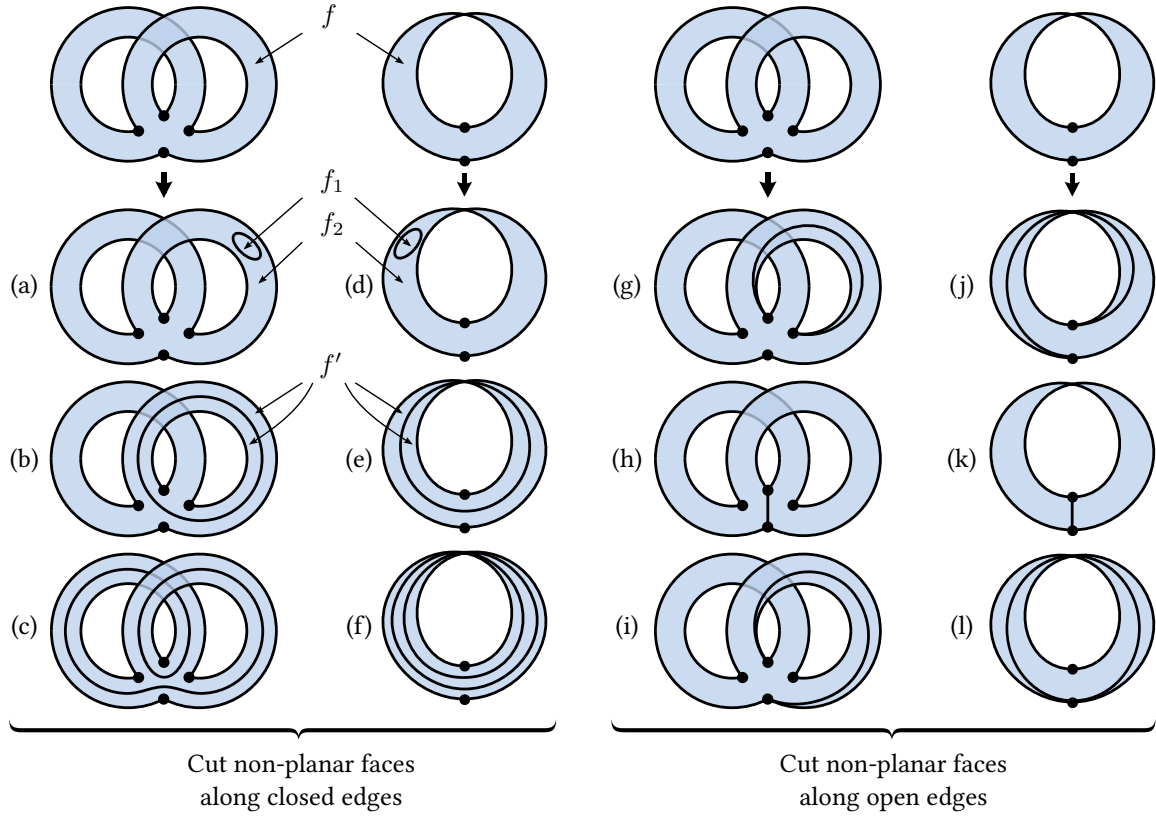 f
f₁
f₂
(a)
(d)
(g)
(j)
f′
(b)
(e)
(h)
(k)
(c)
(f)
(i)
(l)
Cut non-planar faces
along closed edges
Cut non-planar faces
along open edges